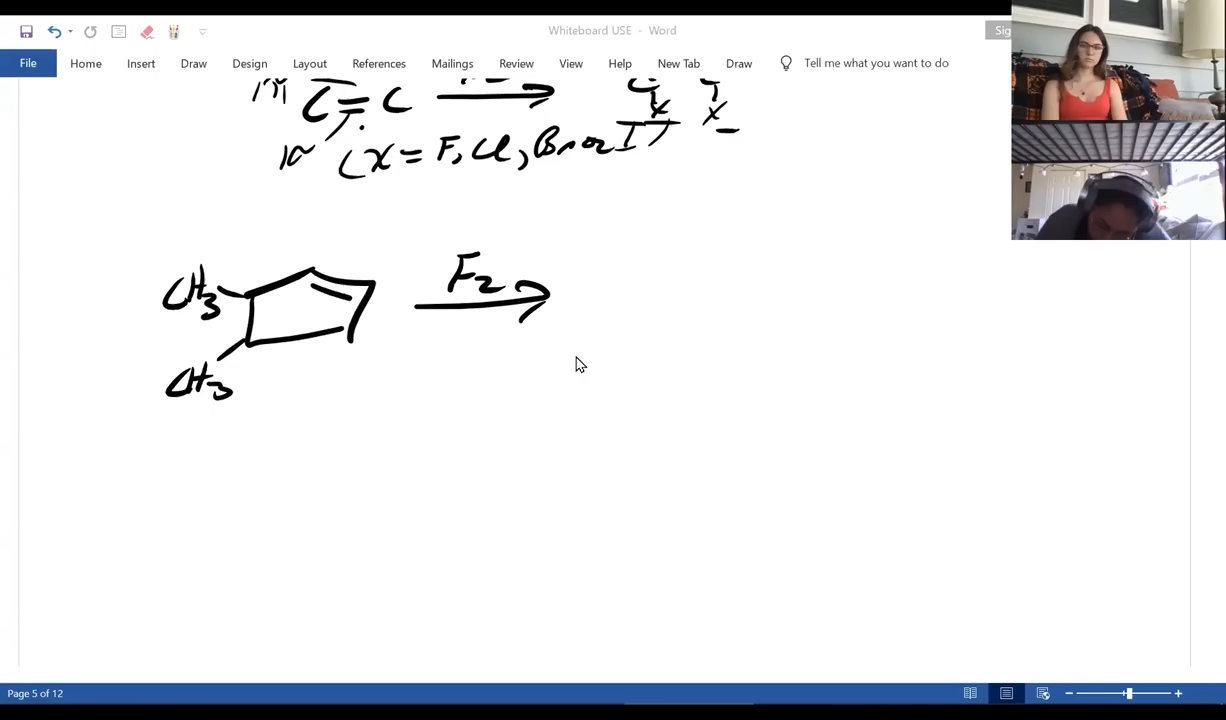 Whiteboard USE - Word
File Home Insert Draw Design Layout References Mailings Review View Help New Tab Draw Tell me what you want to do
C=C
(X = F, Cl, Br or I)
X X
CH3
F2
CH3
Page 5 of 12